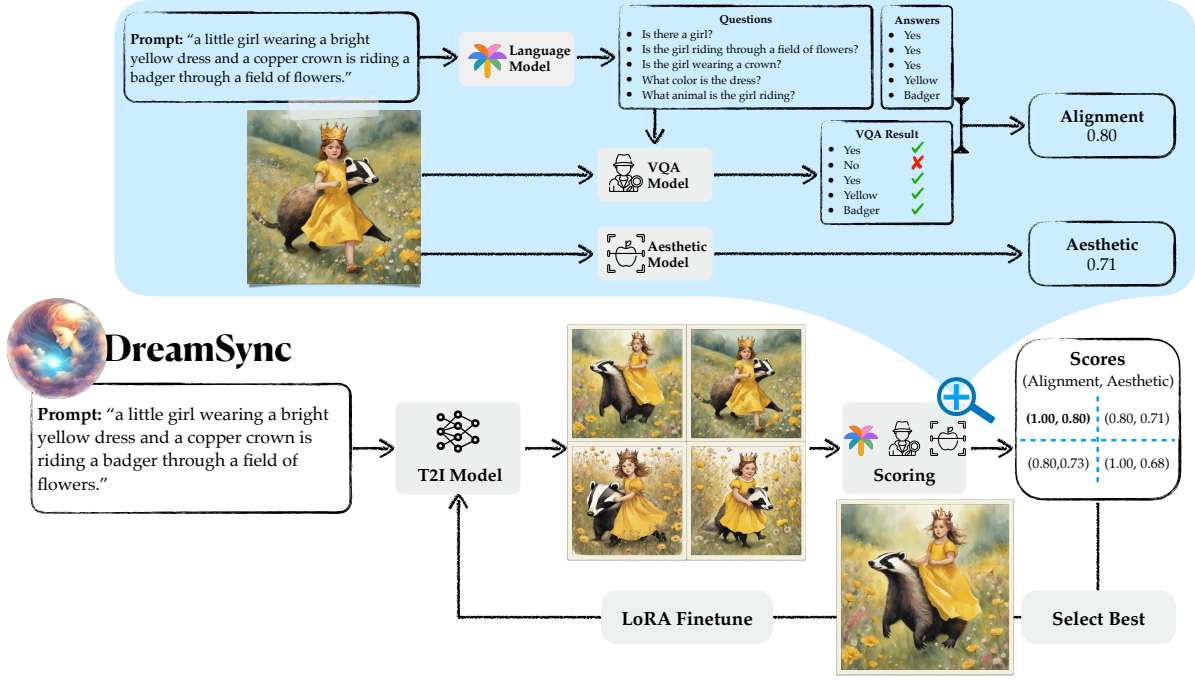 Prompt: “a little girl wearing a bright
yellow dress and a copper crown is riding a
badger through a field of flowers.”
Language
Model
Questions
• Is there a girl?
• Is the girl riding through a field of flowers?
• Is the girl wearing a crown?
• What color is the dress?
• What animal is the girl riding?
Answers
• Yes
• Yes
• Yes
• Yellow
• Badger
Alignment
0.80
VQA
Model
VQA Result
• Yes ✓
• No ✘
• Yes ✓
• Yellow ✓
• Badger ✓
Aesthetic
Model
Aesthetic
0.71
DreamSync
Prompt: “a little girl wearing a bright
yellow dress and a copper crown is
riding a badger through a field of
flowers.”
T2I Model
Scoring
Scores
(Alignment, Aesthetic)
(1.00, 0.80) (0.80, 0.71)
(0.80,0.73) (1.00, 0.68)
LoRA Finetune
Select Best